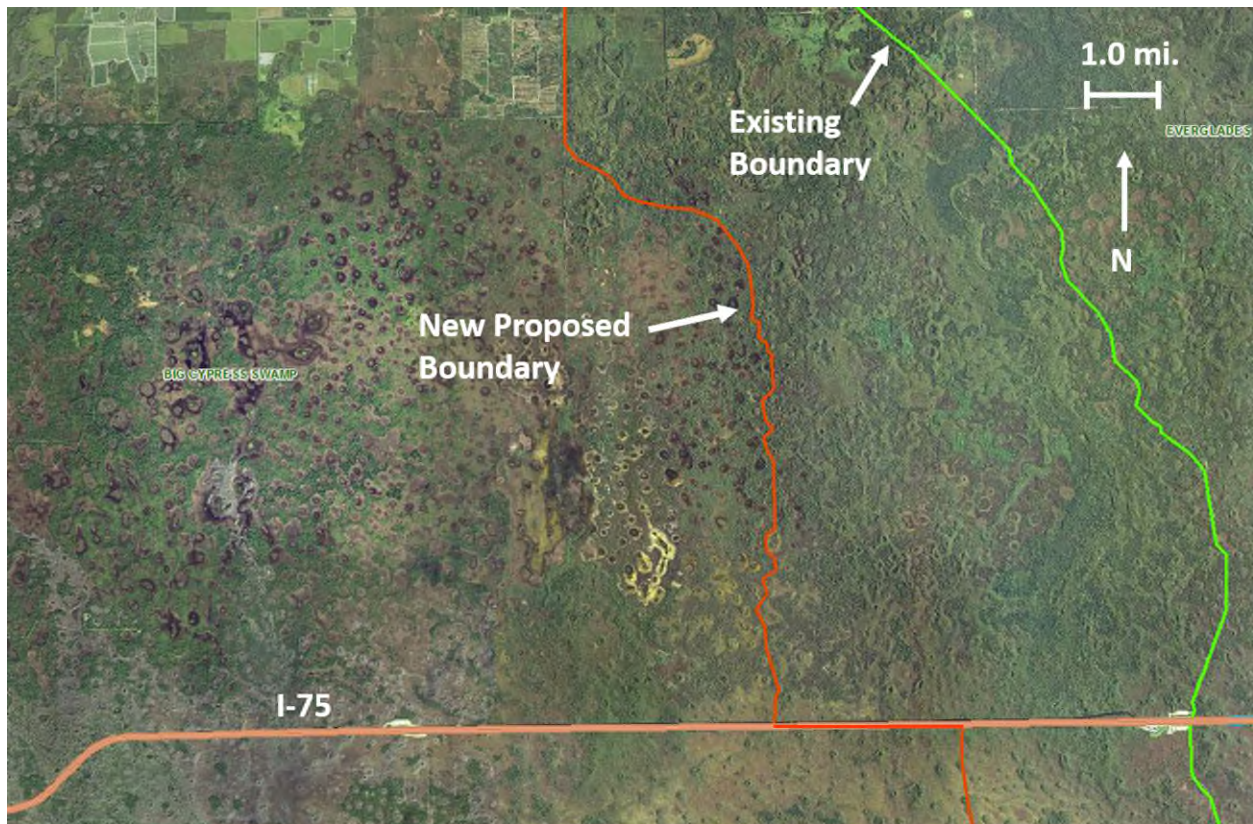 1.0 mi.
Existing
Boundary
EVERGLADES
N
New Proposed
Boundary
BIG CYPRESS SWAMP
I-75